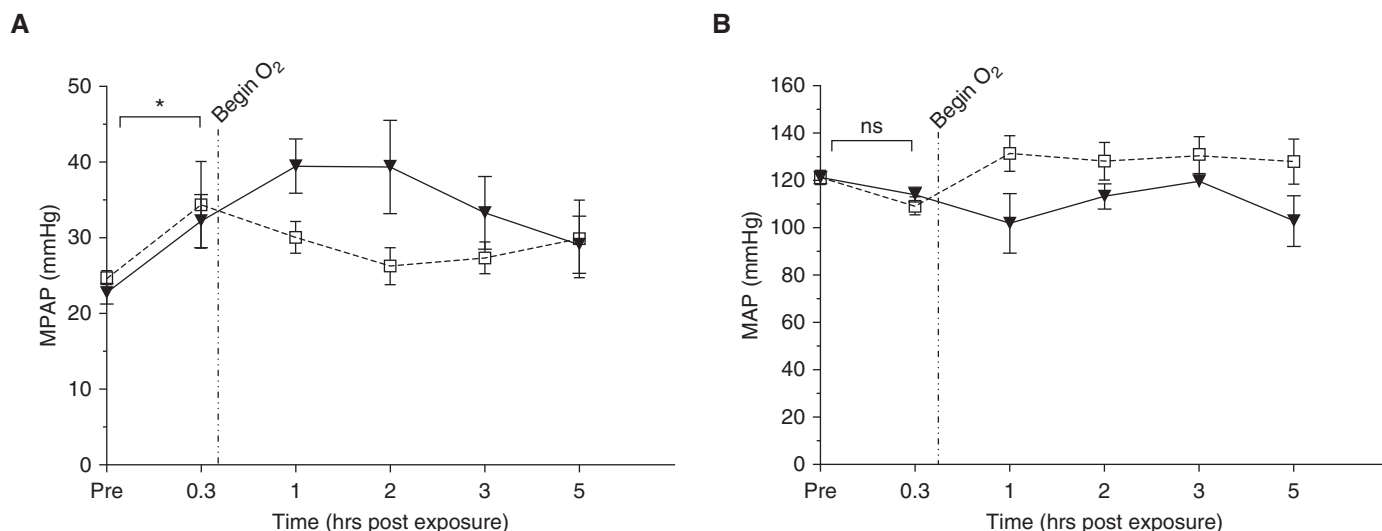 A
MPAP (mmHg)
50
40
30
20
10
0
*
Begin O₂
Pre 0.3 1 2 3 5
Time (hrs post exposure)
B
MAP (mmHg)
160
140
120
100
80
60
40
20
0
ns
Begin O₂
Pre 0.3 1 2 3 5
Time (hrs post exposure)